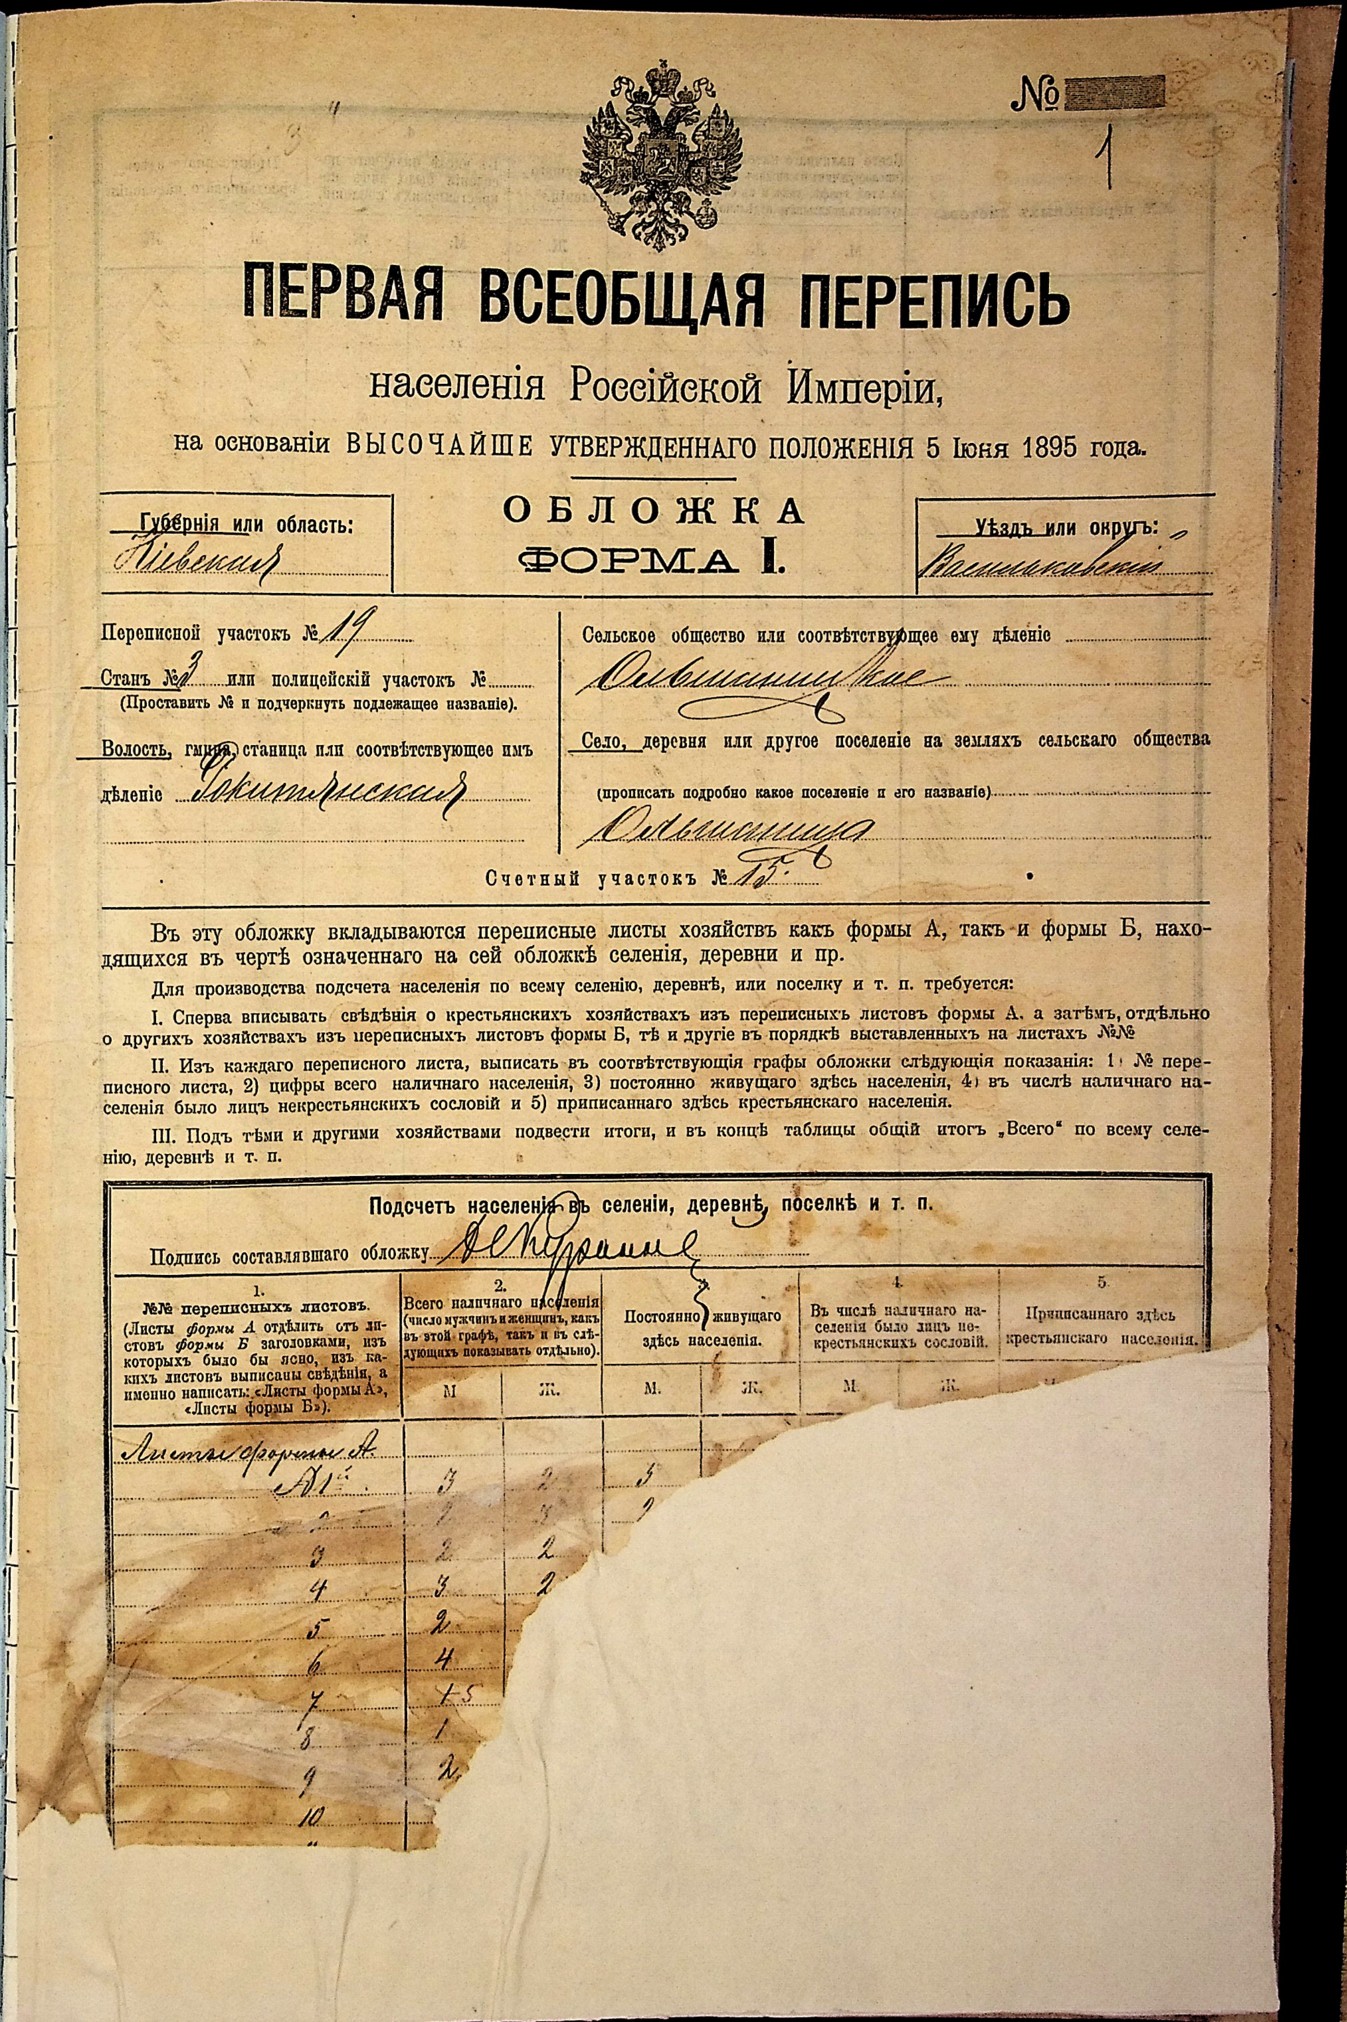 №
1
ПЕРВАЯ ВСЕОБЩАЯ ПЕРЕПИСЬ
населенія Россійской Имперіи,
на основаніи ВЫСОЧАЙШЕ УТВЕРЖДЕННАГО ПОЛОЖЕНІЯ 5 Іюня 1895 года.
ОБЛОЖКА
ФОРМА I.
Губернія или область:
Кіевская
Уѣздъ или округъ:
Васильковскій
Переписной участокъ № 19
Станъ № 3 или полицейскій участокъ №
(Проставить № и подчеркнуть подлежащее названіе).
Волость, гмина, станица или соотвѣтствующее имъ
дѣленіе Рокитянская
Сельское общество или соотвѣтствующее ему дѣленіе
Ольшаницкое
Село, деревня или другое поселеніе на земляхъ сельскаго общества
(прописать подробно какое поселеніе и его названіе)
Ольшаница
Счетный участокъ № 15.
Въ эту обложку вкладываются переписные листы хозяйствъ какъ формы А, такъ и формы Б, нахо-
дящихся въ чертѣ означеннаго на сей обложкѣ селенія, деревни и пр.
Для производства подсчета населенія по всему селенію, деревнѣ, или поселку и т. п. требуется:
I. Сперва вписывать свѣдѣнія о крестьянскихъ хозяйствахъ изъ переписныхъ листовъ формы А, а затѣмъ, отдѣльно
о другихъ хозяйствахъ изъ переписныхъ листовъ формы Б, тѣ и другіе въ порядкѣ выставленныхъ на листахъ №№
II. Изъ каждаго переписного листа, выписать въ соотвѣтствующія графы обложки слѣдующія показанія: 1) № пере-
писного листа, 2) цифры всего наличнаго населенія, 3) постоянно живущаго здѣсь населенія, 4) въ числѣ наличнаго на-
селенія было лицъ некрестьянскихъ сословій и 5) приписаннаго здѣсь крестьянскаго населенія.
III. Подъ тѣми и другими хозяйствами подвести итоги, и въ концѣ таблицы общій итогъ „Всего“ по всему селе-
нію, деревнѣ и т. п.
Подсчетъ населенія въ селеніи, деревнѣ, поселкѣ и т. п.
Подпись составлявшаго обложку
1.
№№ переписныхъ листовъ.
(Листы формы А отдѣлить отъ ли-
стовъ формы Б заголовками, изъ
которыхъ было бы ясно, изъ ка-
кихъ листовъ выписаны свѣдѣнія, а
именно написать: «Листы формы А»,
«Листы формы Б»).
2.
Всего наличнаго населенія
(число мужчинъ и женщинъ, какъ
въ этой графѣ, такъ и въ слѣ-
дующихъ показывать отдѣльно).
М Ж.
3.
Постоянно живущаго
здѣсь населенія.
М. Ж.
4.
Въ числѣ наличнаго на-
селенія было лицъ не-
крестьянскихъ сословій.
М. Ж.
5.
Приписаннаго здѣсь
крестьянскаго населенія.
М.
Листы формы А.
№ 1й 3 2 3
2 2 3 2
3 2 2
4 3 2
5 2
6 4
7
8 1
9 2
10
"